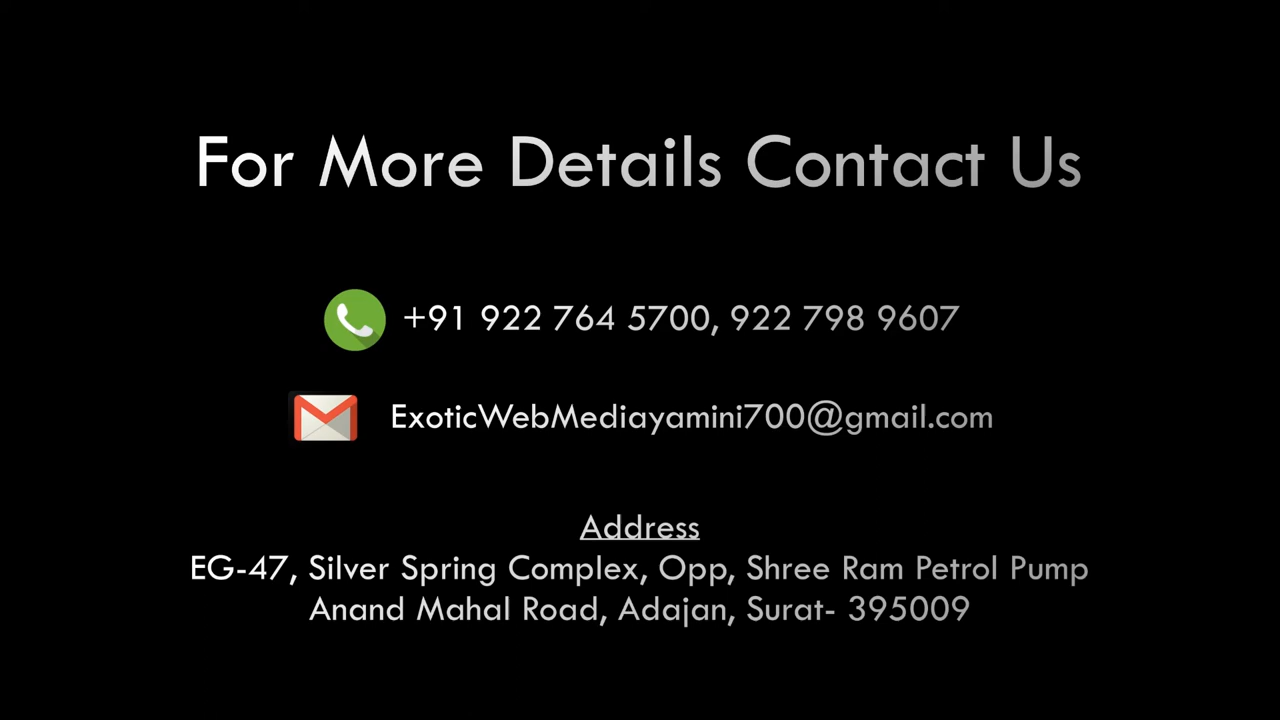 For More Details Contact Us
+91 922 764 5700, 922 798 9607
ExoticWebMediayamini700@gmail.com
Address
EG-47, Silver Spring Complex, Opp, Shree Ram Petrol Pump
Anand Mahal Road, Adajan, Surat- 395009